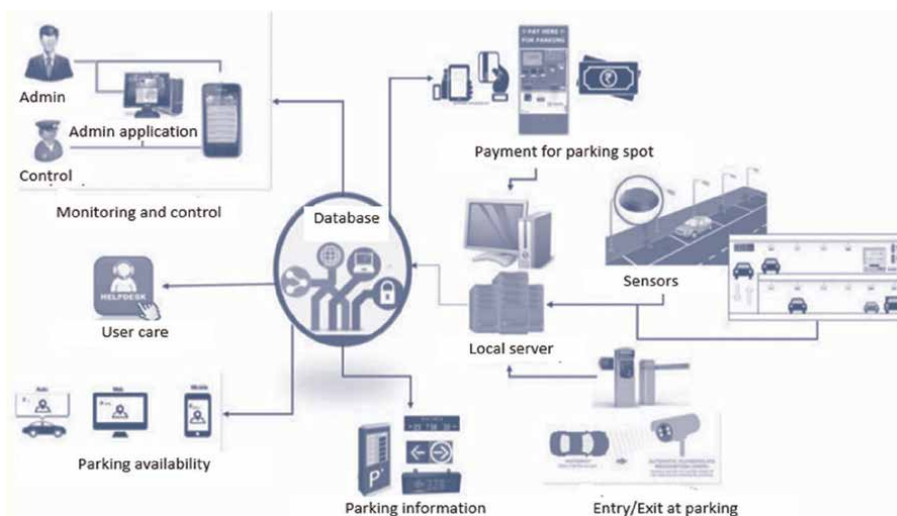 PAY HERE
FOR PARKING
Admin
Admin application
Control
Payment for parking spot
Monitoring and control
Database
Sensors
HELPDESK
User care
Local server
Mobile
Parking availability
P
Parking information
Entry/Exit at parking